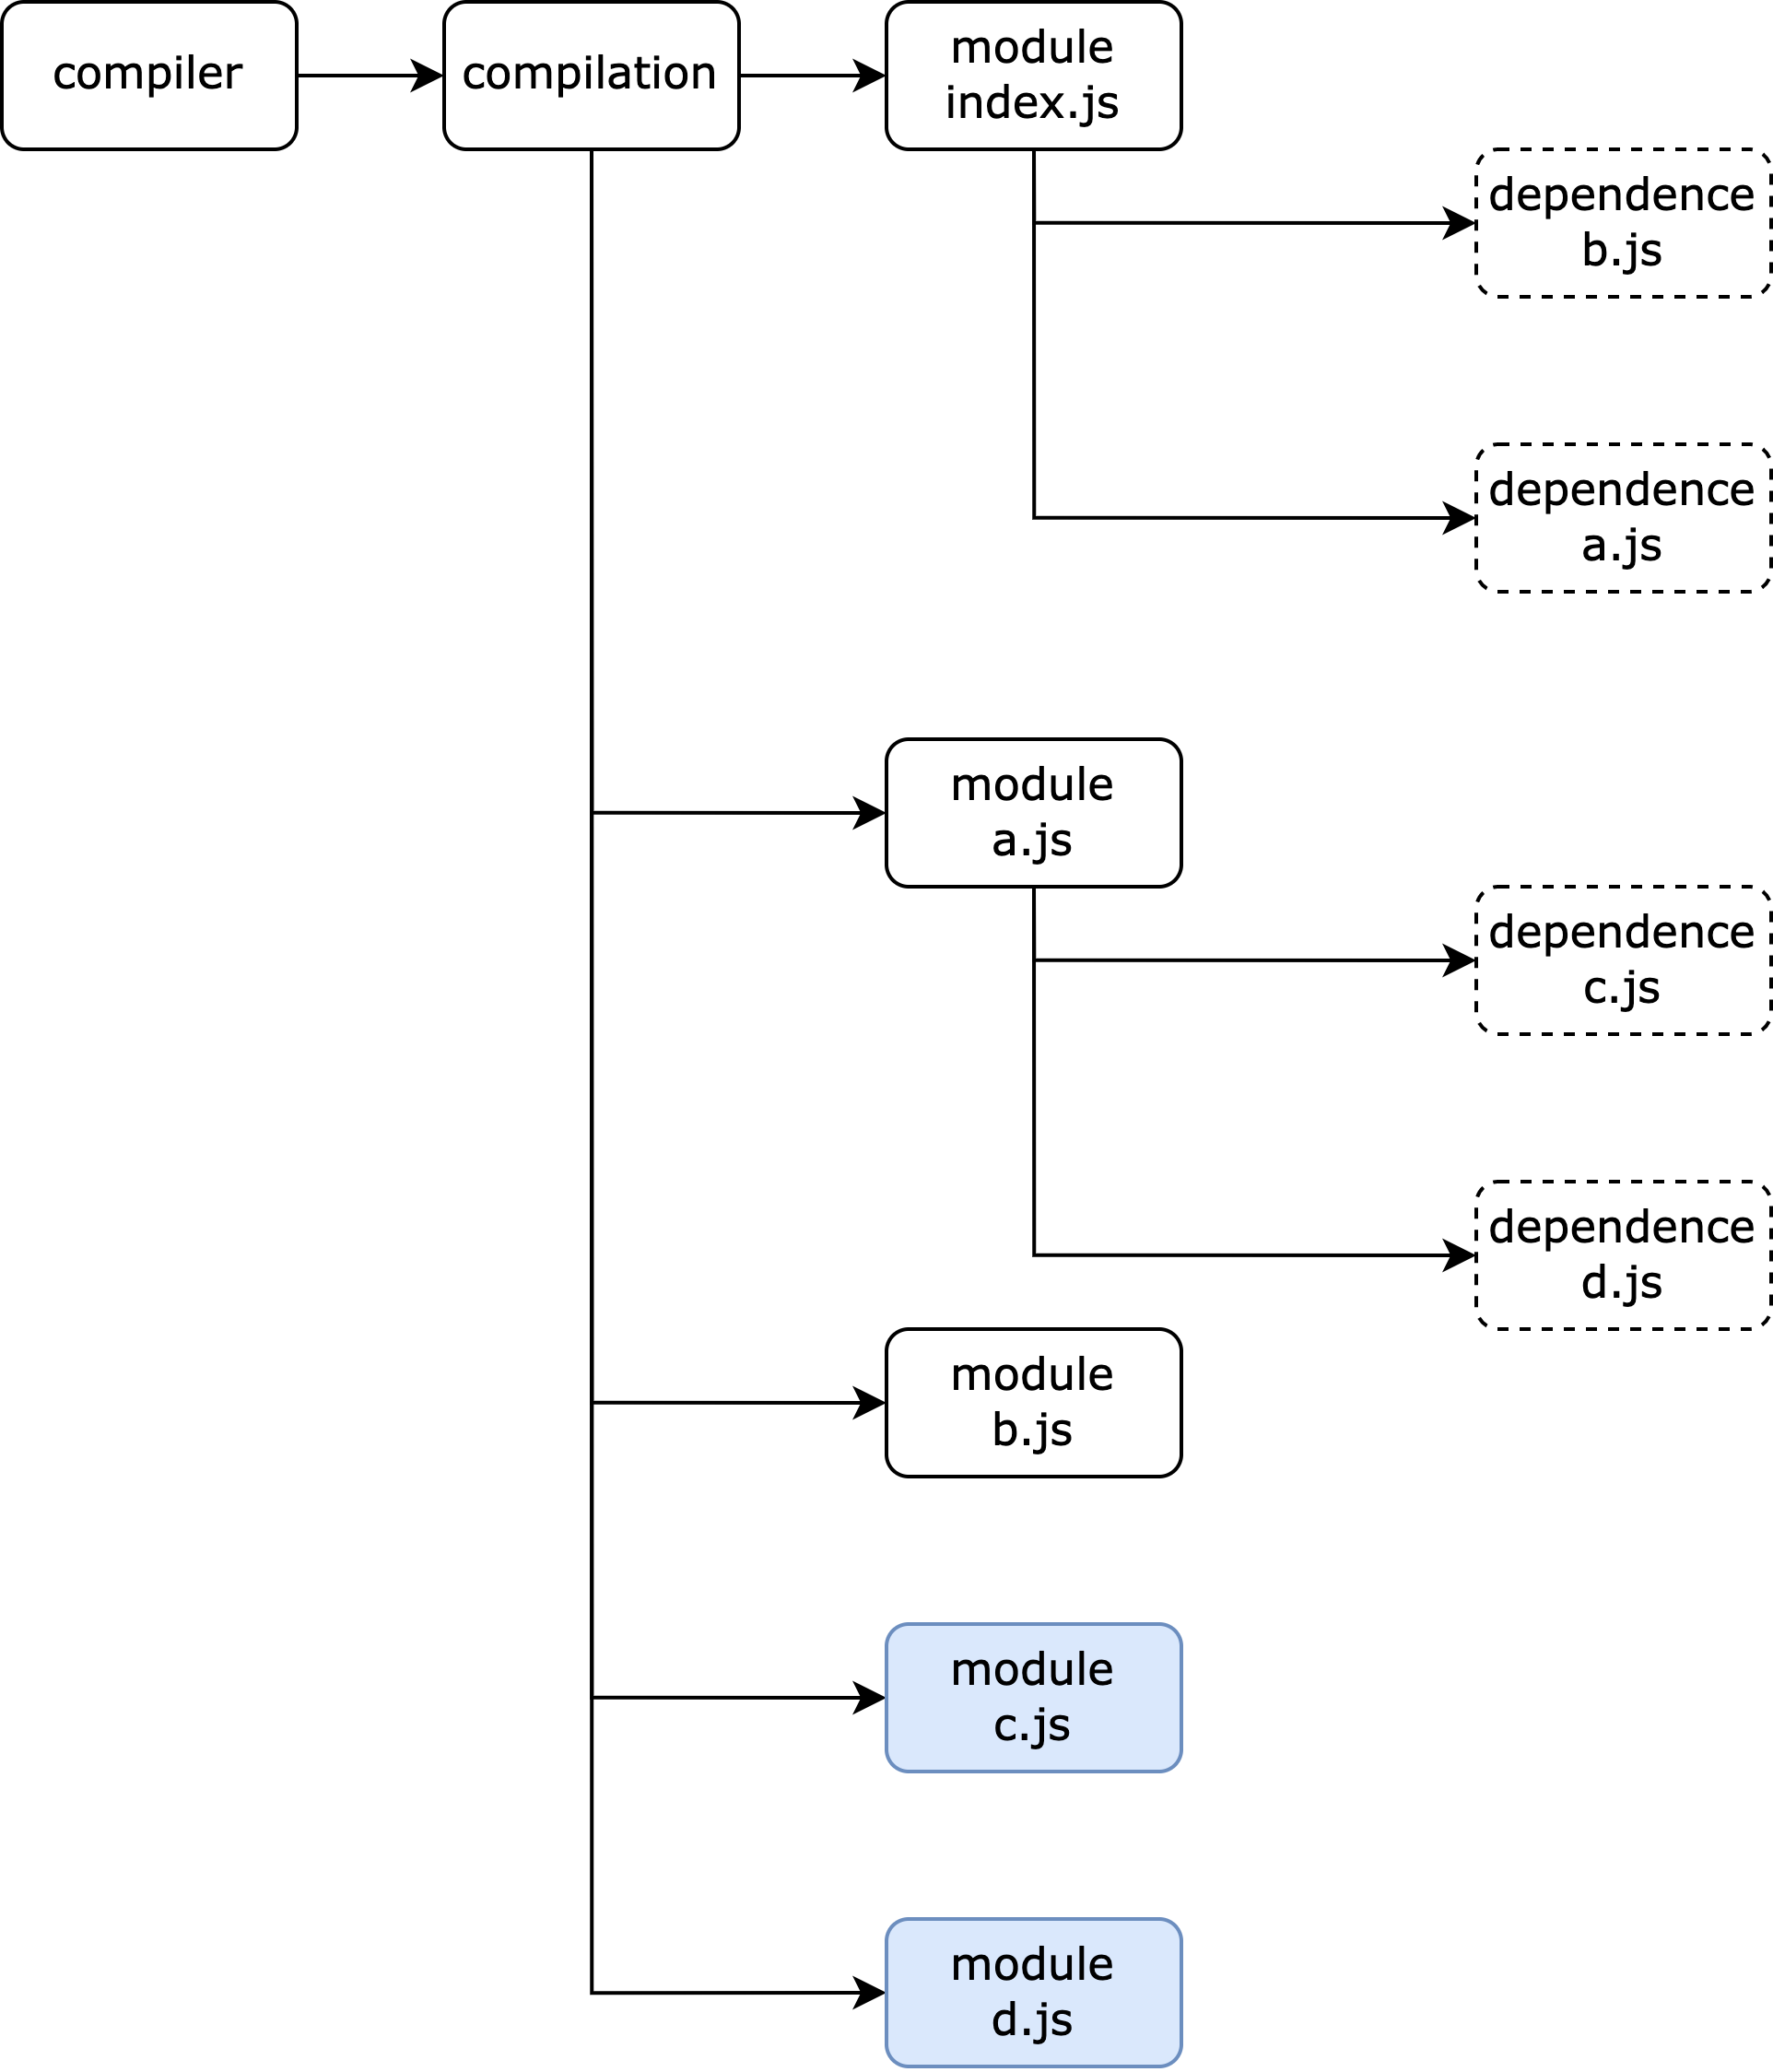 compiler
compilation
module
index.js
dependence
b.js
dependence
a.js
module
a.js
dependence
c.js
dependence
d.js
module
b.js
module
c.js
module
d.js